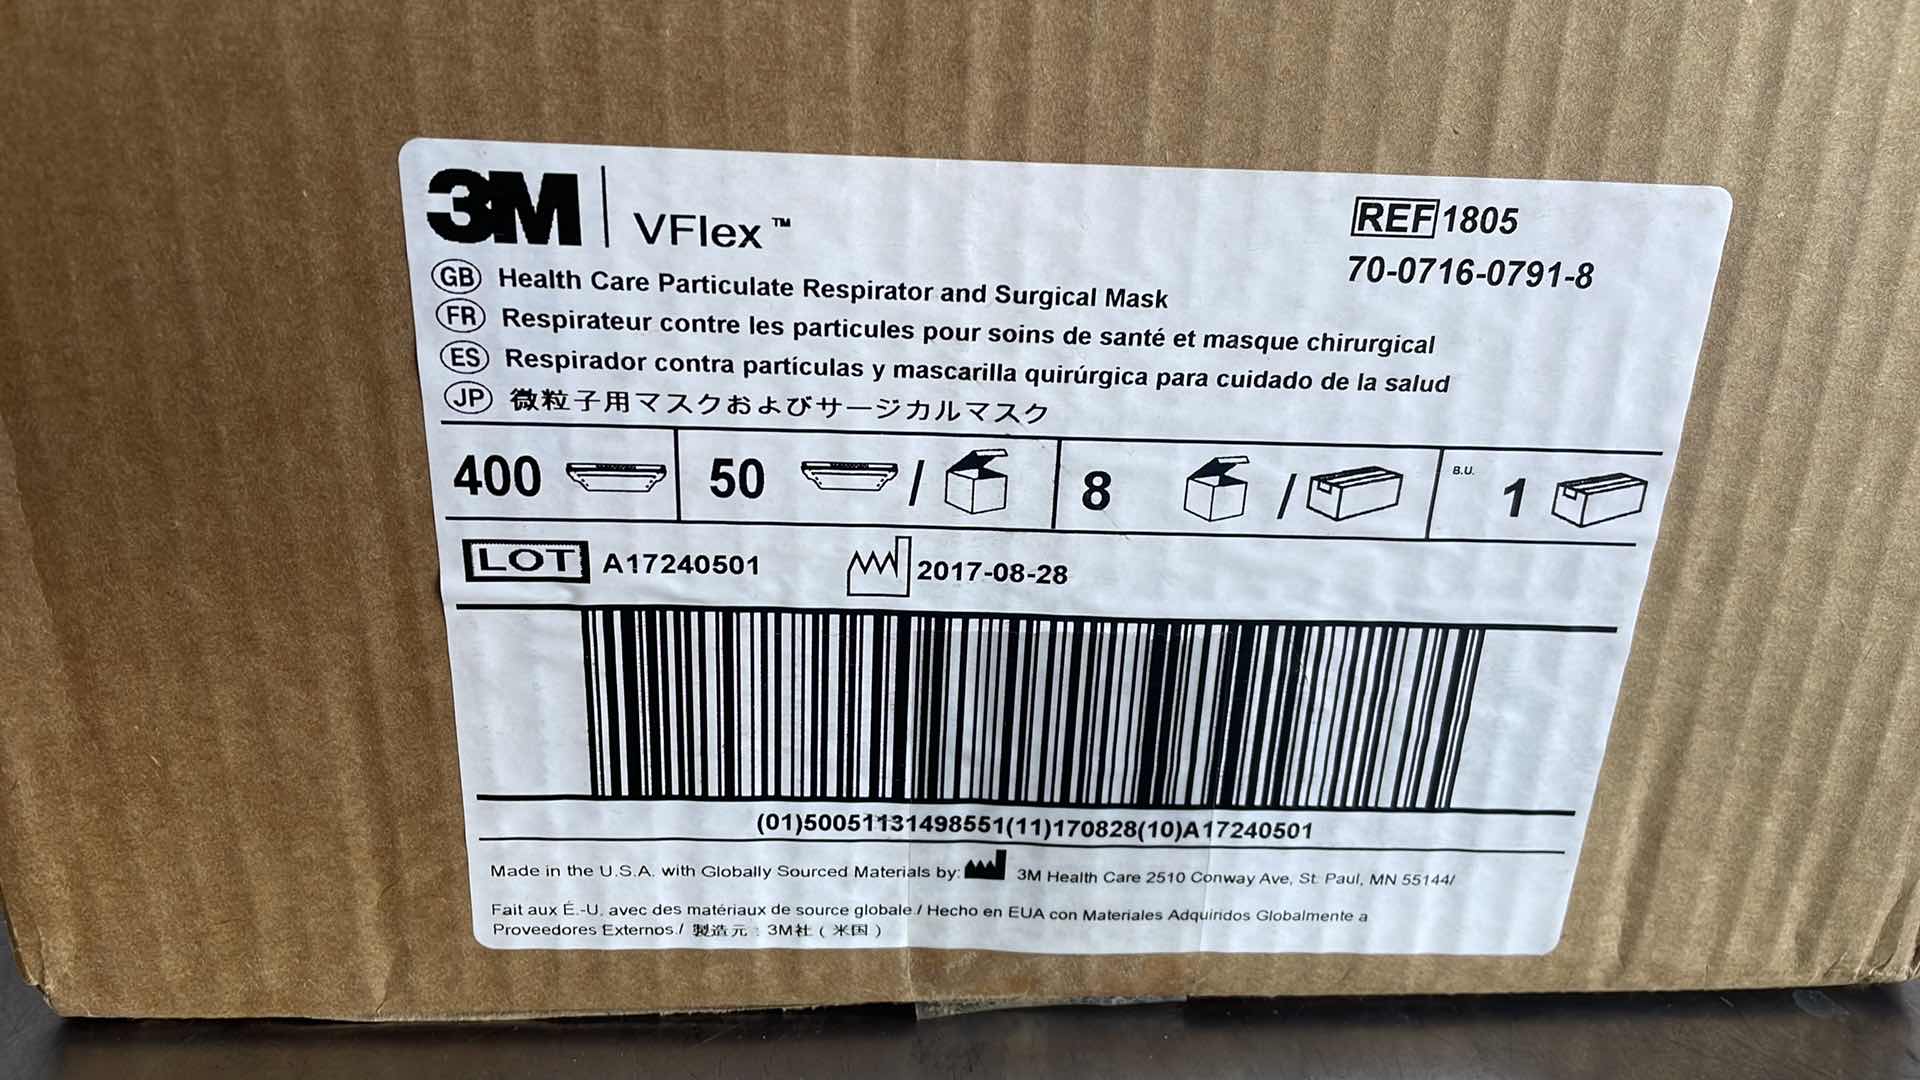 3M VFlex™
REF 1805
70-0716-0791-8
GB Health Care Particulate Respirator and Surgical Mask
FR Respirateur contre les particules pour soins de santé et masque chirurgical
ES Respirador contra partículas y mascarilla quirúrgica para cuidado de la salud
JP 微粒子用マスクおよびサージカルマスク
400 50 / 8 / B.U. 1
LOT A17240501 2017-08-28
(01)50051131498551(11)170828(10)A17240501
Made in the U.S.A. with Globally Sourced Materials by: 3M Health Care 2510 Conway Ave, St. Paul, MN 55144/
Fait aux É.-U. avec des matériaux de source globale./ Hecho en EUA con Materiales Adquiridos Globalmente a
Proveedores Externos./ 製造元 : 3M社 ( 米国 )